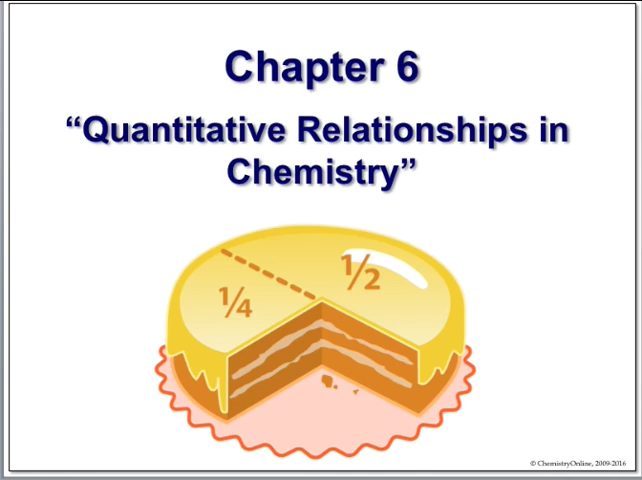 Chapter 6
“Quantitative Relationships in
Chemistry”
½
¼
© ChemistryOnline, 2009-2016